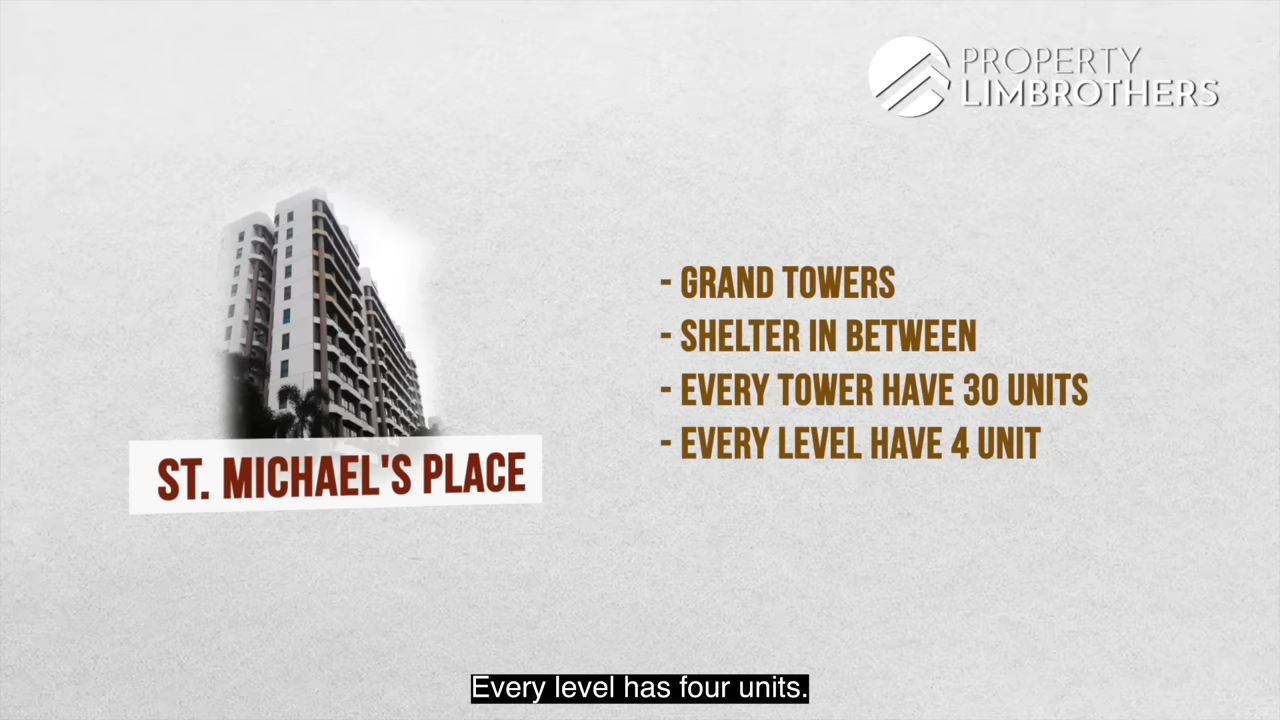 PROPERTY
LIMBROTHERS
- GRAND TOWERS
- SHELTER IN BETWEEN
- EVERY TOWER HAVE 30 UNITS
- EVERY LEVEL HAVE 4 UNIT
ST. MICHAEL'S PLACE
Every level has four units.